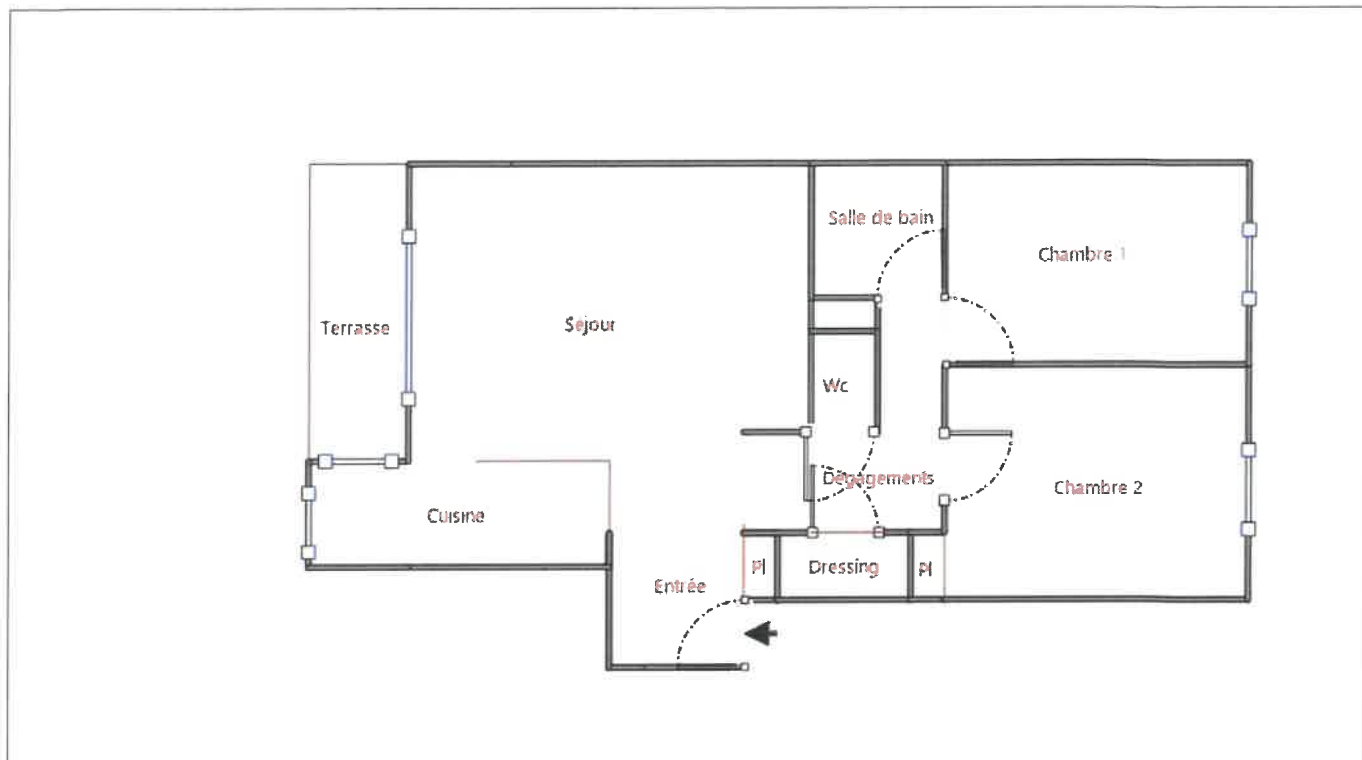 Salle de bain
Chambre 1
Terrasse
Séjour
Wc
Dégagements
Chambre 2
Cuisine
Entrée
pl
Dressing
pl